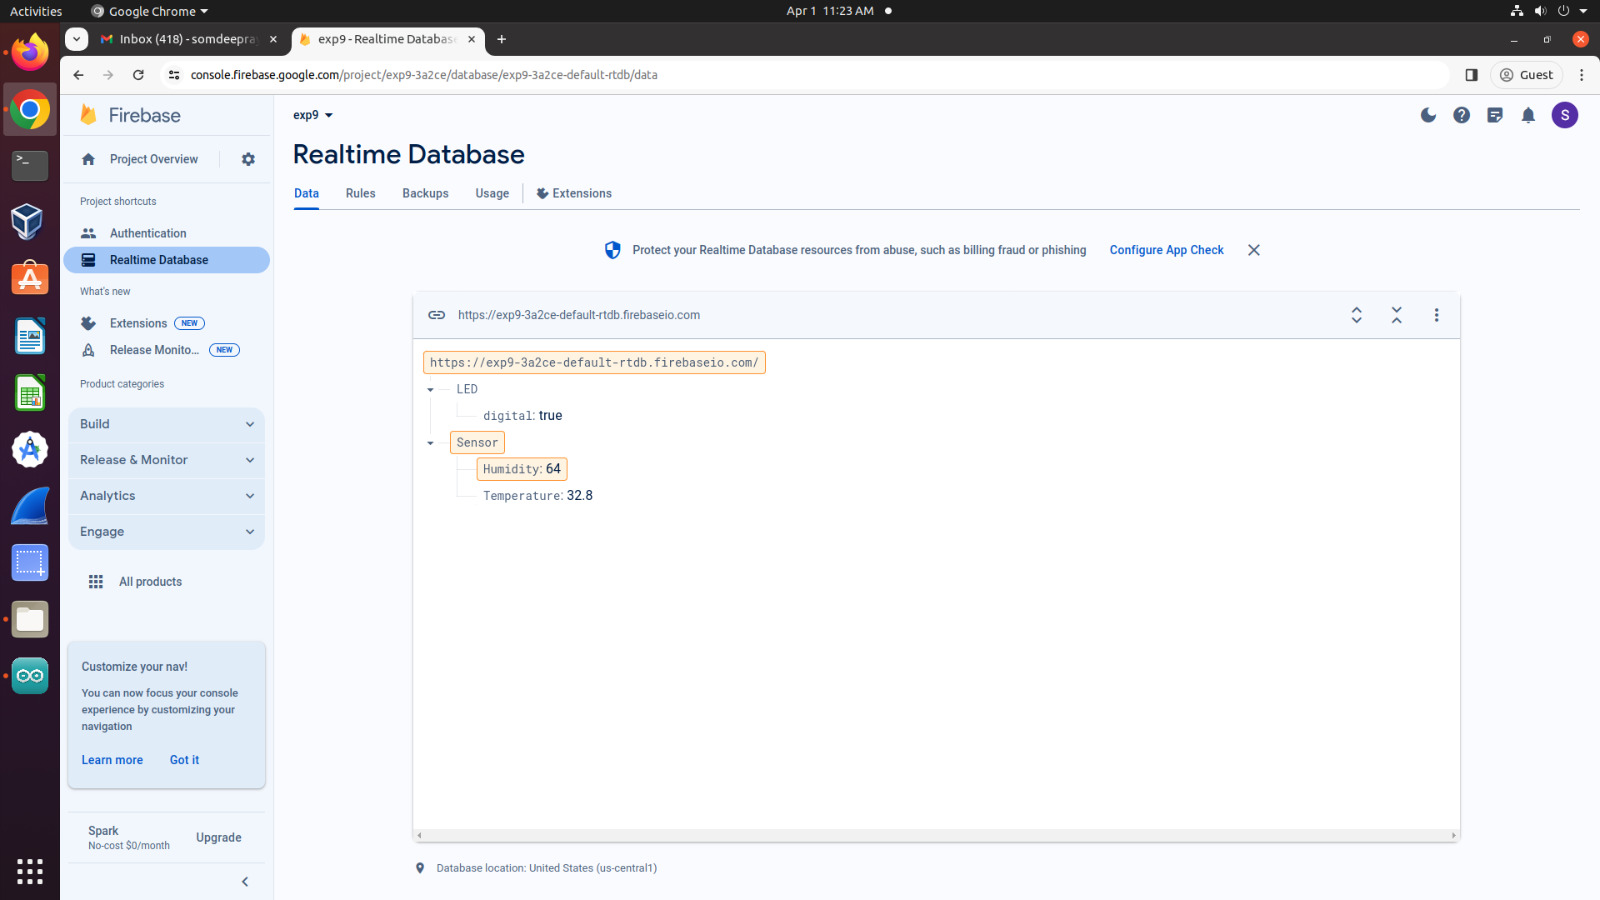 Activities
Google Chrome
Apr 1 11:23 AM
Inbox (418) - somdeepra
exp9 - Realtime Database
console.firebase.google.com/project/exp9-3a2ce/database/exp9-3a2ce-default-rtdb/data
Guest
Firebase
exp9
S
Project Overview
Realtime Database
Data
Rules
Backups
Usage
Extensions
Project shortcuts
Authentication
Realtime Database
What's new
Extensions NEW
Release Monito... NEW
Product categories
Build
Release & Monitor
Analytics
Engage
All products
Customize your nav!
You can now focus your console
experience by customizing your
navigation
Learn more
Got it
Spark
No-cost $0/month
Upgrade
Protect your Realtime Database resources from abuse, such as billing fraud or phishing
Configure App Check
https://exp9-3a2ce-default-rtdb.firebaseio.com
https://exp9-3a2ce-default-rtdb.firebaseio.com/
LED
digital: true
Sensor
Humidity: 64
Temperature: 32.8
Database location: United States (us-central1)